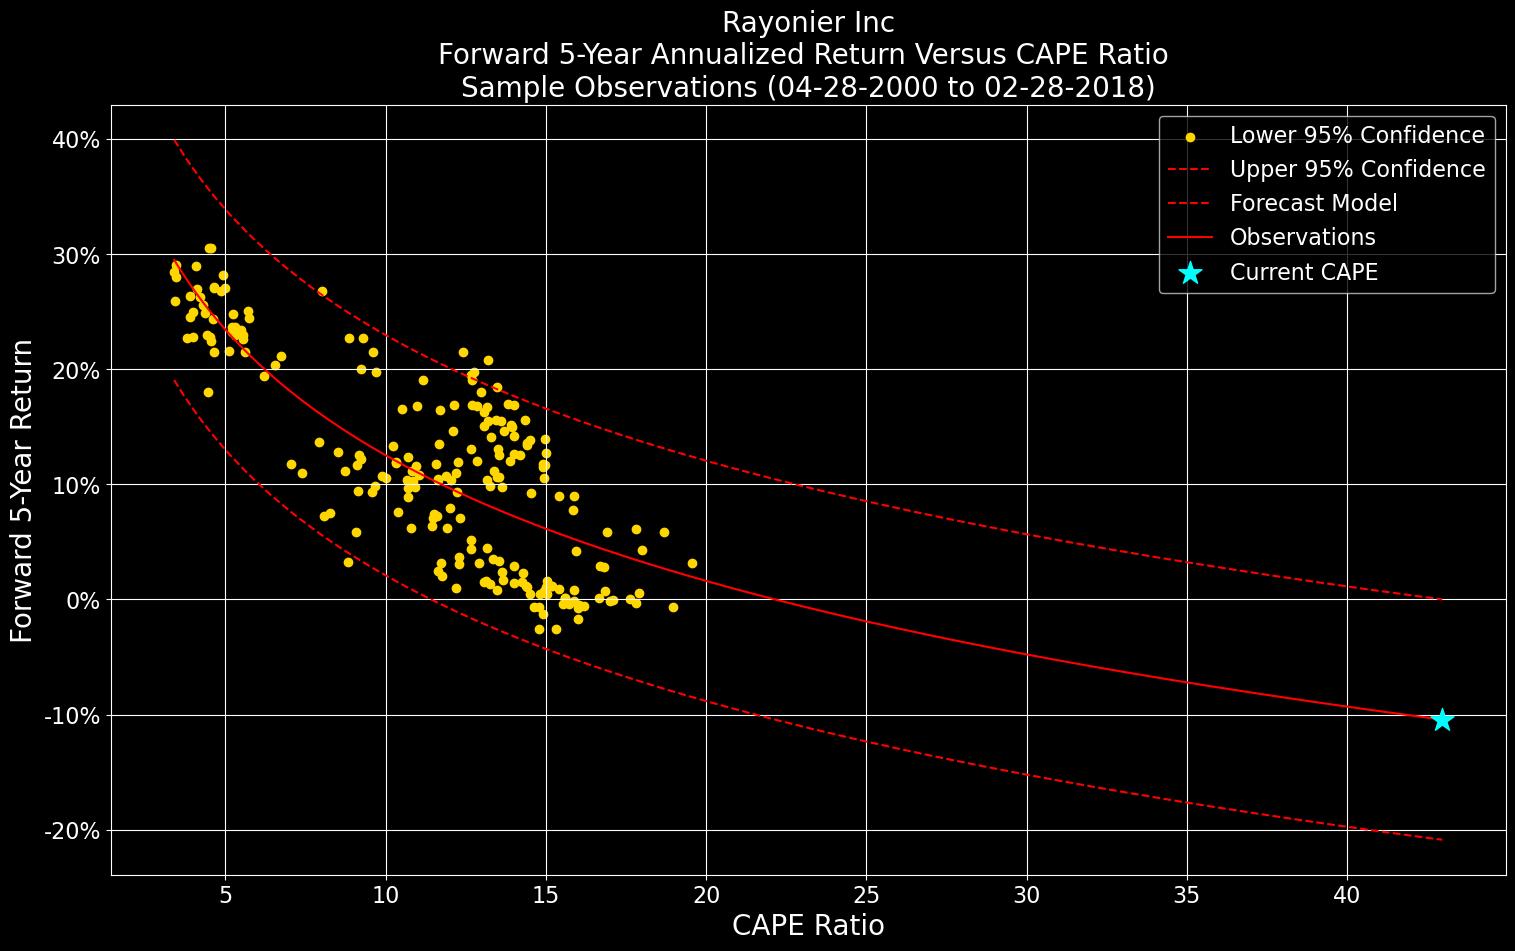 Rayonier Inc
Forward 5-Year Annualized Return Versus CAPE Ratio
Sample Observations (04-28-2000 to 02-28-2018)
Lower 95% Confidence
Upper 95% Confidence
Forecast Model
Observations
Current CAPE
Forward 5-Year Return
40%
30%
20%
10%
0%
-10%
-20%
5 10 15 20 25 30 35 40
CAPE Ratio